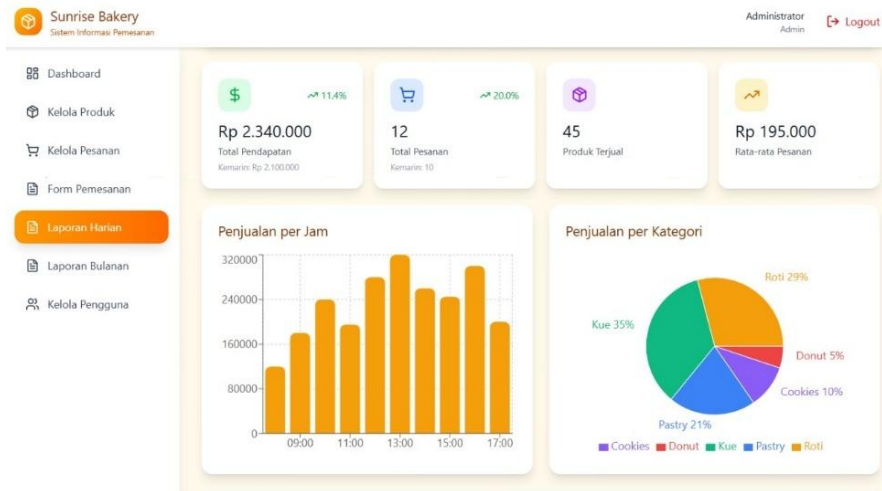 Sunrise Bakery
Sistem Informasi Pemesanan
Administrator
Admin
Logout
Dashboard
Kelola Produk
Kelola Pesanan
Form Pemesanan
Laporan Harian
Laporan Bulanan
Kelola Pengguna
11.4%
Rp 2.340.000
Total Pendapatan
Kemarin: Rp 2.100.000
20.0%
12
Total Pesanan
Kemarin: 10
45
Produk Terjual
Rp 195.000
Rata-rata Pesanan
Penjualan per Jam
320000
240000
160000
80000
0
09:00 11:00 13:00 15:00 17:00
Penjualan per Kategori
Roti 29%
Kue 35%
Donut 5%
Cookies 10%
Pastry 21%
Cookies Donut Kue Pastry Roti